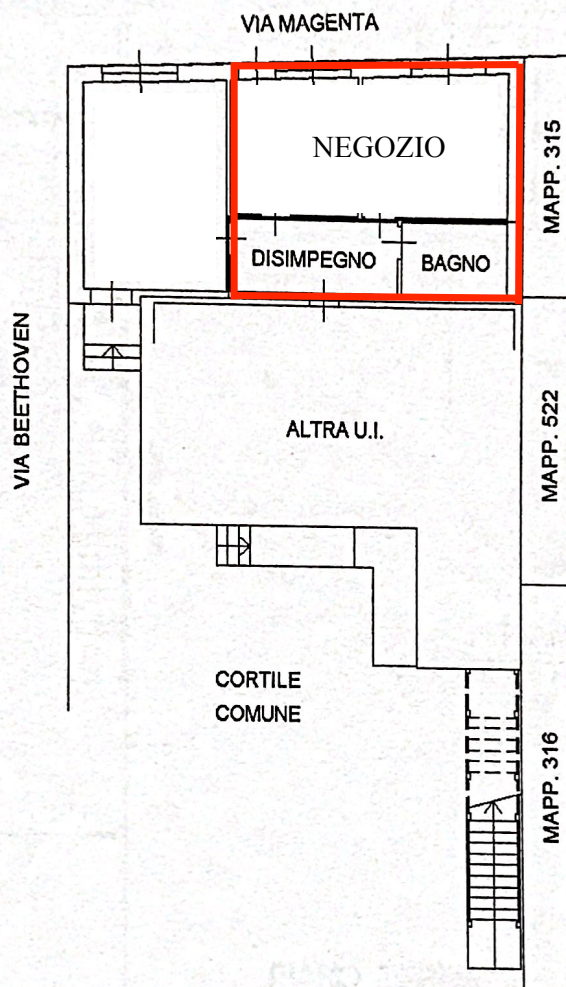 VIA MAGENTA
NEGOZIO
MAPP. 315
DISIMPEGNO
BAGNO
VIA BEETHOVEN
ALTRA U.I.
MAPP. 522
CORTILE
COMUNE
MAPP. 316